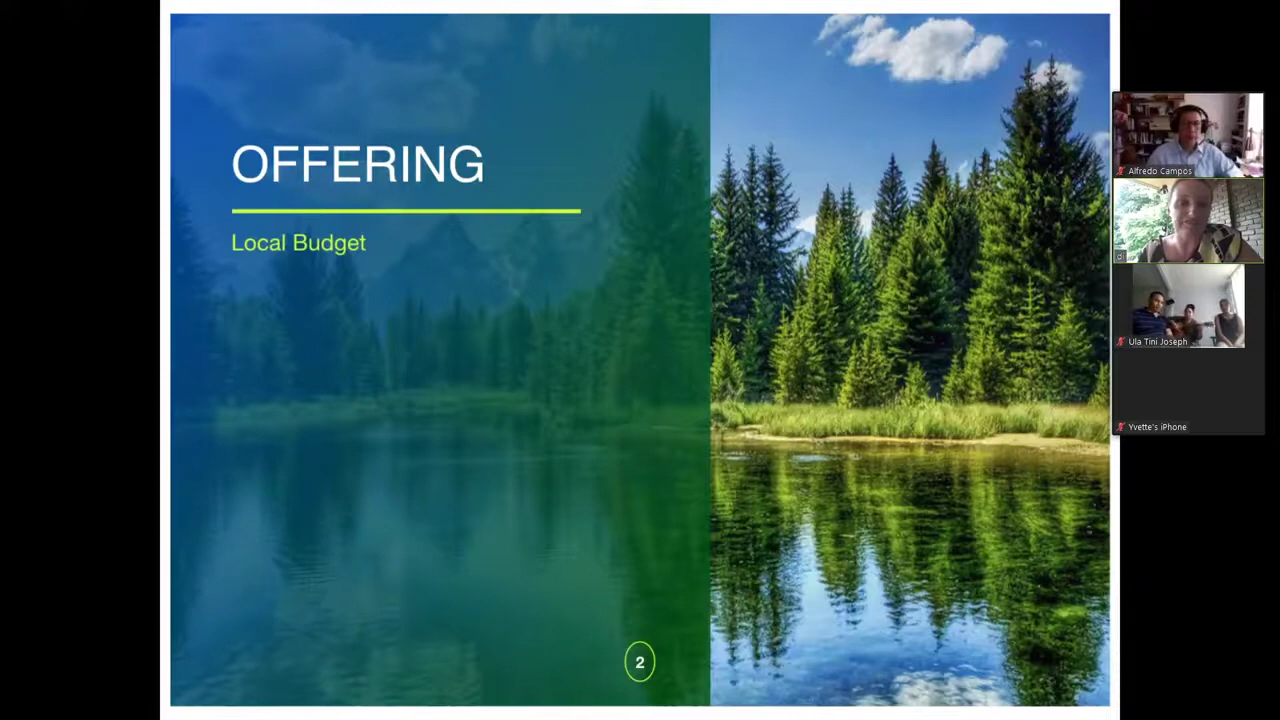 OFFERING
Local Budget
2
Alfredo Campos
Ula Tini Joseph
Yvette's iPhone